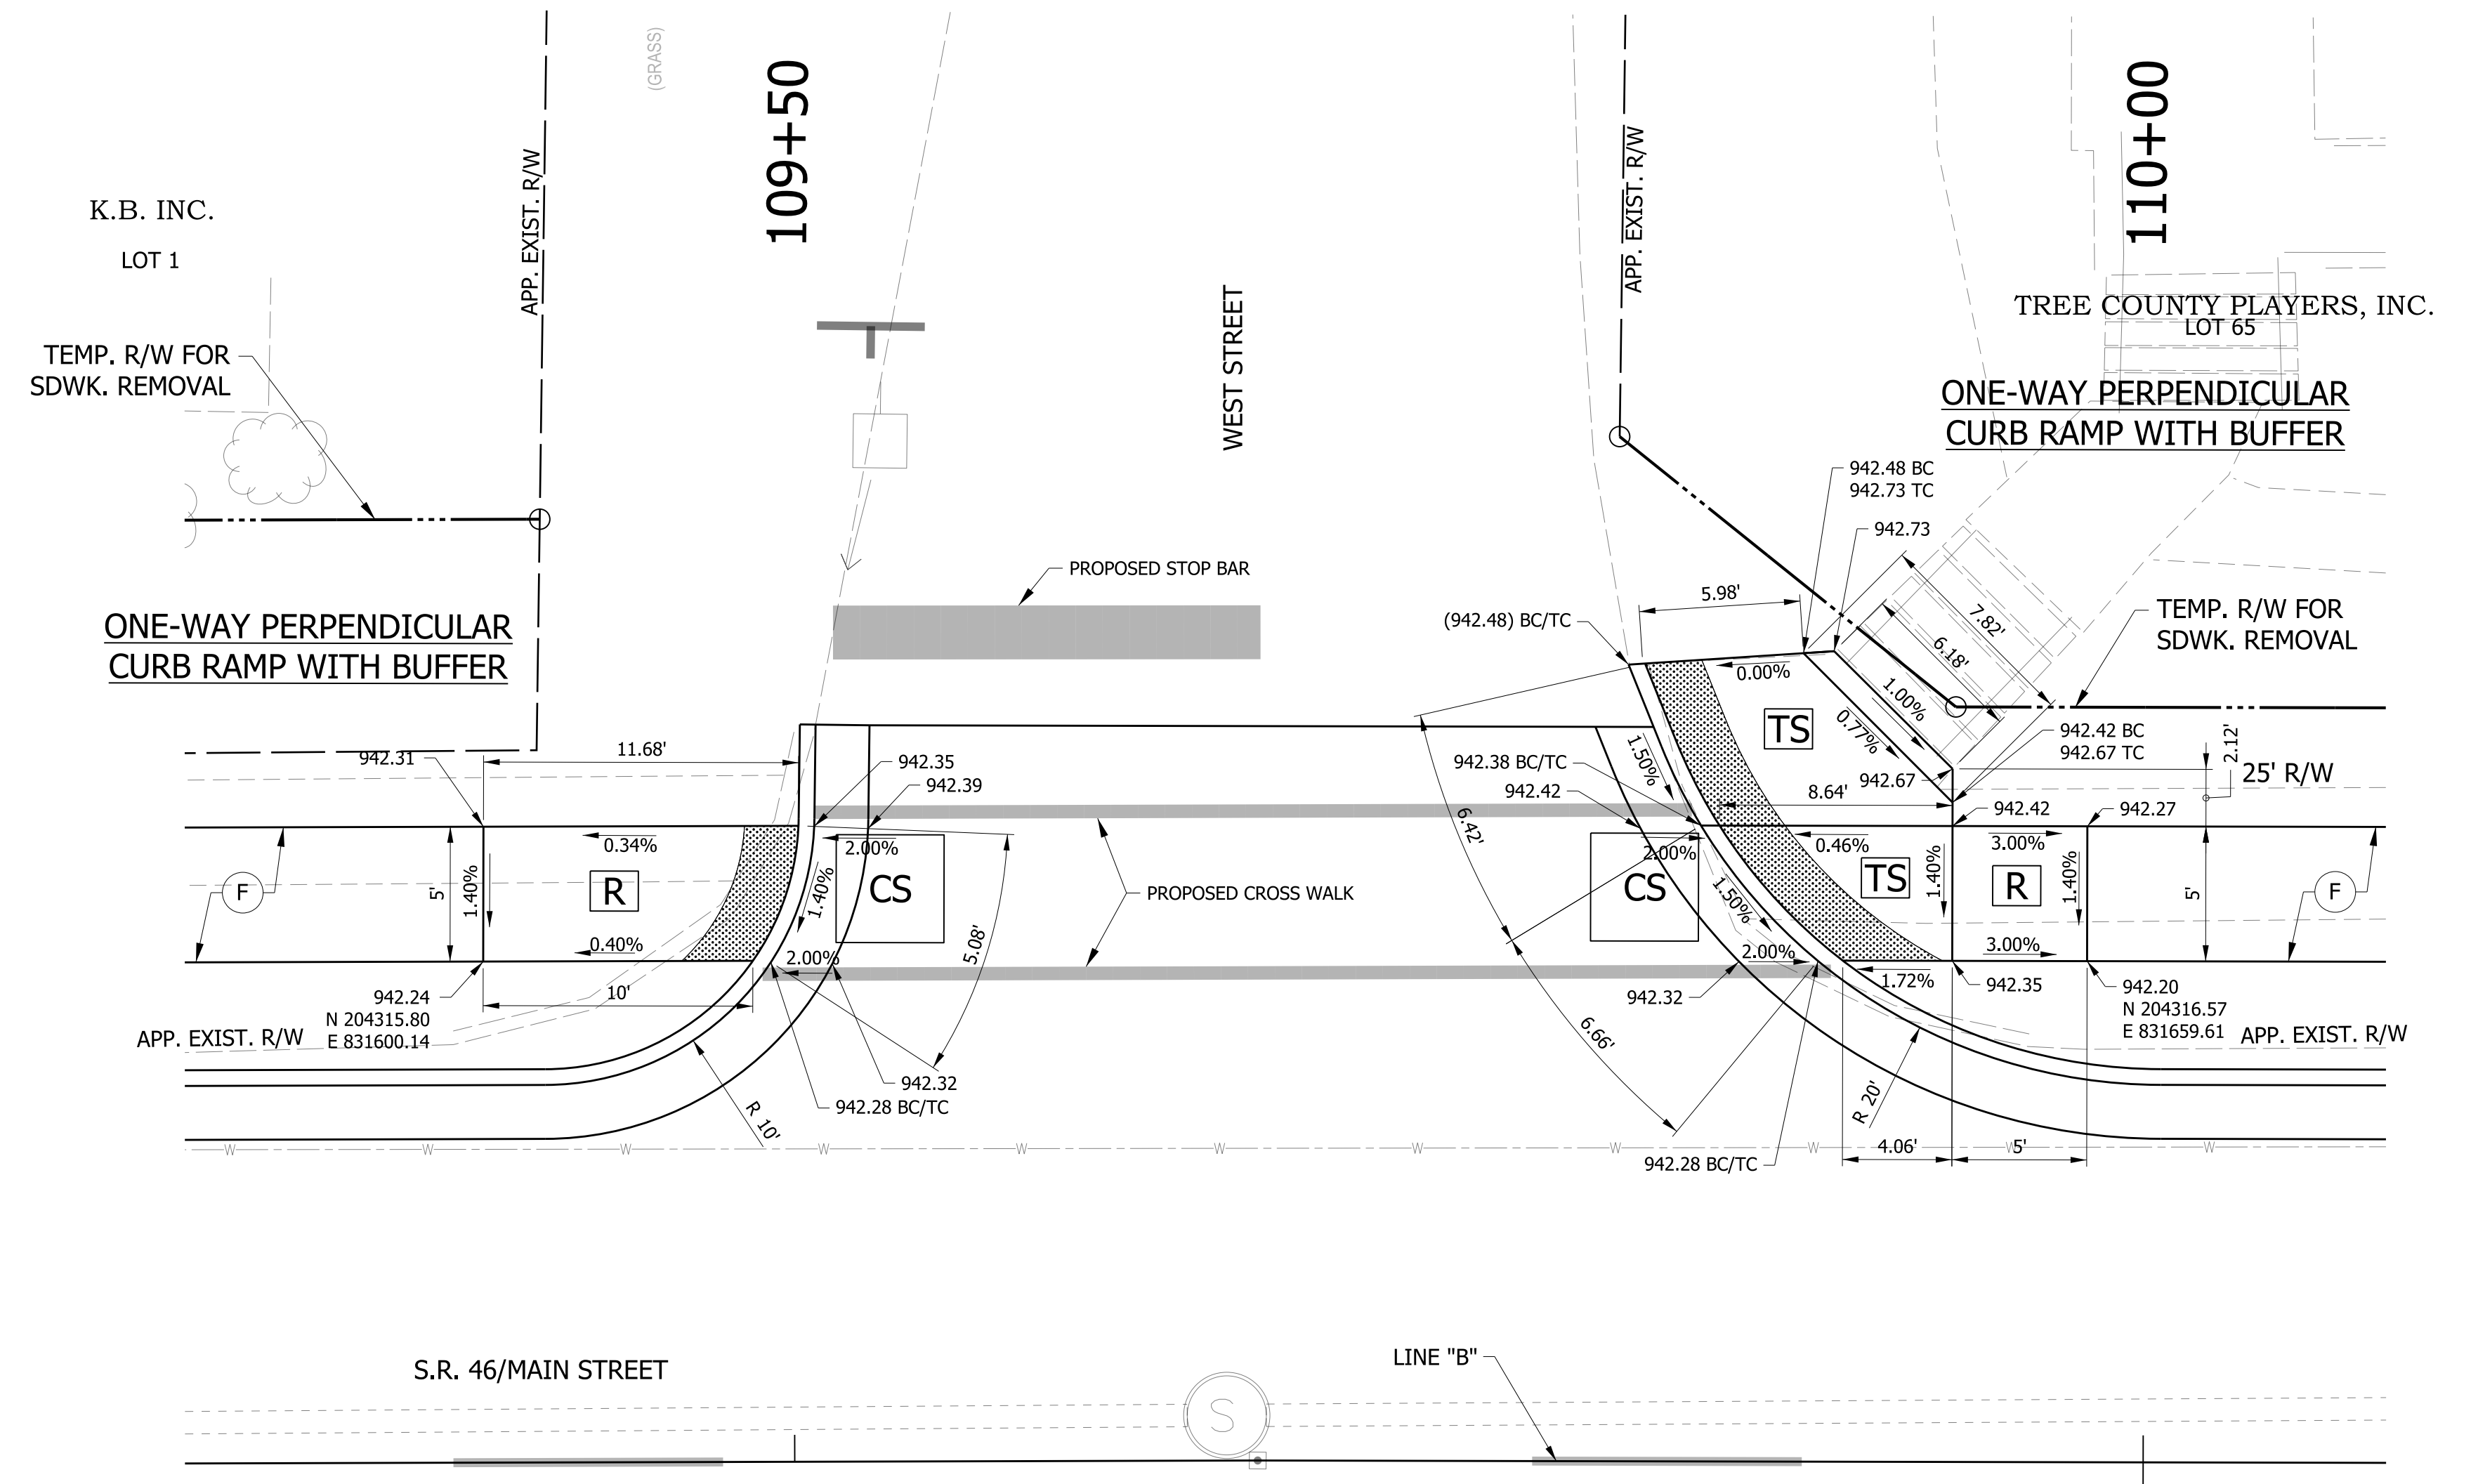 (GRASS)
109+50
110+00
APP. EXIST. R/W
APP. EXIST. R/W
K.B. INC.
LOT 1
TEMP. R/W FOR
SDWK. REMOVAL
WEST STREET
TREE COUNTY PLAYERS, INC.
LOT 65
ONE-WAY PERPENDICULAR
CURB RAMP WITH BUFFER
942.48 BC
942.73 TC
942.73
PROPOSED STOP BAR
5.98'
(942.48) BC/TC
7.82'
6.18'
TEMP. R/W FOR
SDWK. REMOVAL
ONE-WAY PERPENDICULAR
CURB RAMP WITH BUFFER
0.00%
TS
1.00%
0.77%
942.42 BC
942.67 TC
2.12'
25' R/W
942.31
11.68'
942.35
942.39
942.38 BC/TC
942.42
1.50%
942.67
8.64'
942.42
942.27
6.42'
0.34%
2.00%
2.00%
0.46%
3.00%
F
5'
1.40%
R
1.40%
CS
PROPOSED CROSS WALK
CS
1.50%
TS
1.40%
R
1.40%
5'
F
0.40%
2.00%
5.08'
2.00%
1.72%
3.00%
942.24
N 204315.80
E 831600.14
10'
942.32
942.35
942.20
N 204316.57
E 831659.61
APP. EXIST. R/W
APP. EXIST. R/W
6.66'
942.32
942.28 BC/TC
R 10'
R 20'
W W W W W W W W W W W
4.06'
5'
942.28 BC/TC
S.R. 46/MAIN STREET
LINE "B"
S